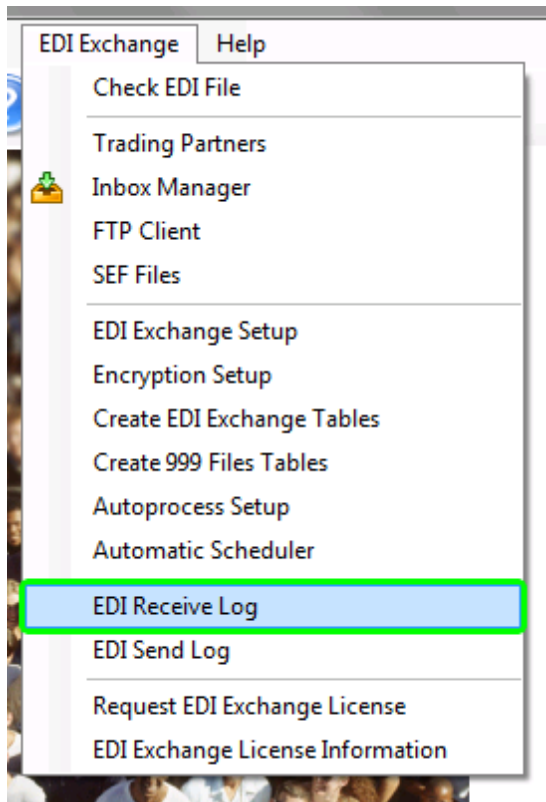 EDI Exchange Help
Check EDI File
Trading Partners
Inbox Manager
FTP Client
SEF Files
EDI Exchange Setup
Encryption Setup
Create EDI Exchange Tables
Create 999 Files Tables
Autoprocess Setup
Automatic Scheduler
EDI Receive Log
EDI Send Log
Request EDI Exchange License
EDI Exchange License Information